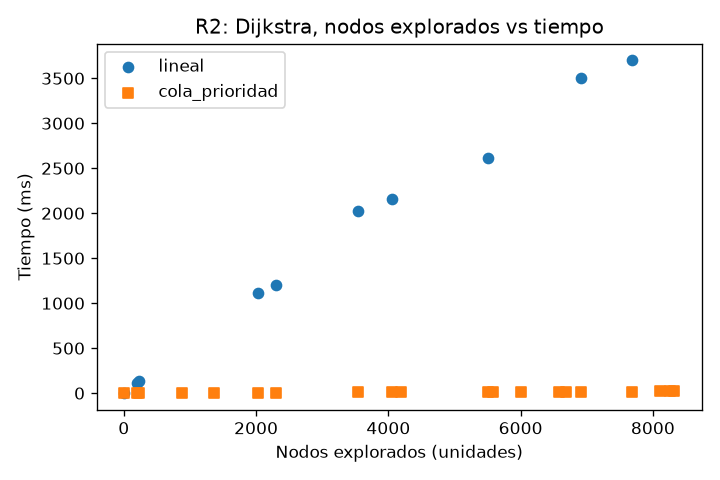 R2: Dijkstra, nodos explorados vs tiempo
lineal
cola_prioridad
Tiempo (ms)
3500
3000
2500
2000
1500
1000
500
0
0 2000 4000 6000 8000
Nodos explorados (unidades)